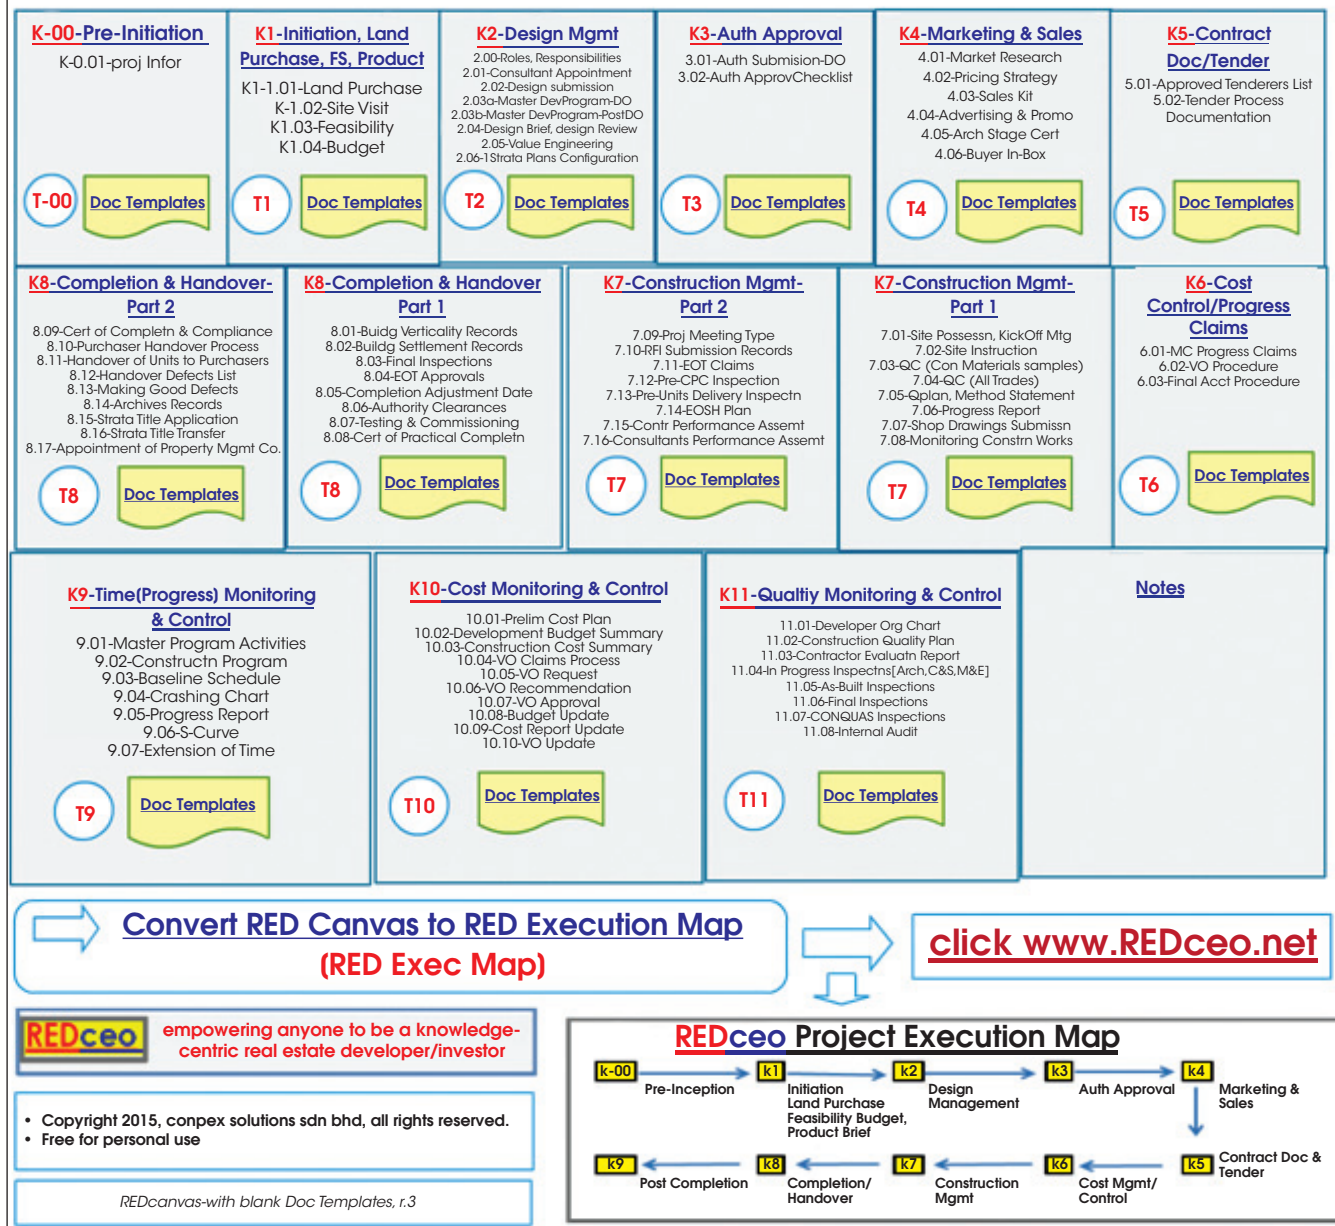 K-00-Pre-Initiation
K-0.01-proj Infor
T-00
Doc Templates
K1-Initiation, Land
Purchase, FS, Product
K1-1.01-Land Purchase
K-1.02-Site Visit
K1.03-Feasibility
K1.04-Budget
T1
Doc Templates
K2-Design Mgmt
2.00-Roles, Responsibilities
2.01-Consultant Appointment
2.02-Design submission
2.03a-Master DevProgram-DO
2.03b-Master DevProgram-PostDO
2.04-Design Brief, design Review
2.05-Value Engineering
2.06-1Strata Plans Configuration
T2
Doc Templates
K3-Auth Approval
3.01-Auth Submision-DO
3.02-Auth ApprovChecklist
T3
Doc Templates
K4-Marketing & Sales
4.01-Market Research
4.02-Pricing Strategy
4.03-Sales Kit
4.04-Advertising & Promo
4.05-Arch Stage Cert
4.06-Buyer In-Box
T4
Doc Templates
K5-Contract
Doc/Tender
5.01-Approved Tenderers List
5.02-Tender Process
Documentation
T5
Doc Templates
K8-Completion & Handover-
Part 2
8.09-Cert of Completn & Compliance
8.10-Purchaser Handover Process
8.11-Handover of Units to Purchasers
8.12-Handover Defects List
8.13-Making Good Defects
8.14-Archives Records
8.15-Strata Title Application
8.16-Strata Title Transfer
8.17-Appointment of Property Mgmt Co.
T8
Doc Templates
K8-Completion & Handover
Part 1
8.01-Buidg Verticality Records
8.02-Buildg Settlement Records
8.03-Final Inspections
8.04-EOT Approvals
8.05-Completion Adjustment Date
8.06-Authority Clearances
8.07-Testing & Commissioning
8.08-Cert of Practical Completn
T8
Doc Templates
K7-Construction Mgmt-
Part 2
7.09-Proj Meeting Type
7.10-RFI Submission Records
7.11-EOT Claims
7.12-Pre-CPC Inspection
7.13-Pre-Units Delivery Inspectn
7.14-EOSH Plan
7.15-Contr Performance Assemt
7.16-Consultants Performance Assemt
T7
Doc Templates
K7-Construction Mgmt-
Part 1
7.01-Site Possessn, KickOff Mtg
7.02-Site Instruction
7.03-QC (Con Materials samples)
7.04-QC (All Trades)
7.05-Qplan, Method Statement
7.06-Progress Report
7.07-Shop Drawings Submissn
7.08-Monitoring Constrn Works
T7
Doc Templates
K6-Cost
Control/Progress
Claims
6.01-MC Progress Claims
6.02-VO Procedure
6.03-Final Acct Procedure
T6
Doc Templates
K9-Time(Progress) Monitoring
& Control
9.01-Master Program Activities
9.02-Constructn Program
9.03-Baseline Schedule
9.04-Crashing Chart
9.05-Progress Report
9.06-S-Curve
9.07-Extension of Time
T9
Doc Templates
K10-Cost Monitoring & Control
10.01-Prelim Cost Plan
10.02-Development Budget Summary
10.03-Construction Cost Summary
10.04-VO Claims Process
10.05-VO Request
10.06-VO Recommendation
10.07-VO Approval
10.08-Budget Update
10.09-Cost Report Update
10.10-VO Update
T10
Doc Templates
K11-Qualtiy Monitoring & Control
11.01-Developer Org Chart
11.02-Construction Quality Plan
11.03-Contractor Evaluatn Report
11.04-In Progress Inspectns[Arch,C&S,M&E]
11.05-As-Built Inspections
11.06-Final Inspections
11.07-CONQUAS Inspections
11.08-Internal Audit
T11
Doc Templates
Notes
Convert RED Canvas to RED Execution Map
(RED Exec Map)
click www.REDceo.net
REDceo
empowering anyone to be a knowledge-
centric real estate developer/investor
• Copyright 2015, conpex solutions sdn bhd, all rights reserved.
• Free for personal use
REDcanvas-with blank Doc Templates, r.3
REDceo Project Execution Map
k-00
Pre-Inception
k1
Initiation
Land Purchase
Feasibility Budget,
Product Brief
k2
Design
Management
k3
Auth Approval
k4
Marketing &
Sales
k9
Post Completion
k8
Completion/
Handover
k7
Construction
Mgmt
k6
Cost Mgmt/
Control
k5
Contract Doc &
Tender